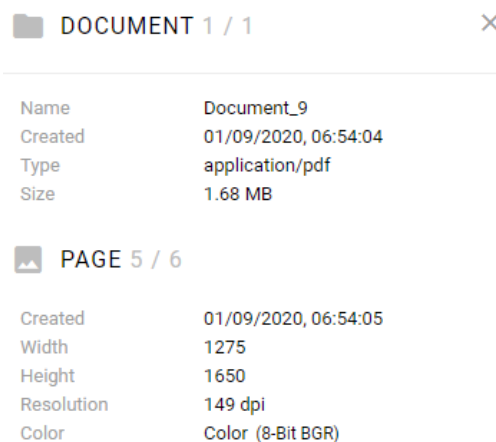 DOCUMENT 1 / 1
Name Document_9
Created 01/09/2020, 06:54:04
Type application/pdf
Size 1.68 MB
PAGE 5 / 6
Created 01/09/2020, 06:54:05
Width 1275
Height 1650
Resolution 149 dpi
Color Color (8-Bit BGR)